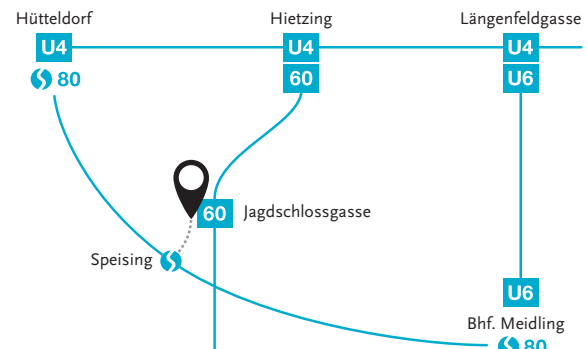 Hütteldorf
Hietzing
Längenfeldgasse
U4
U4
U4
80
60
U6
60
Jagdschlossgasse
Speising
U6
Bhf. Meidling
80